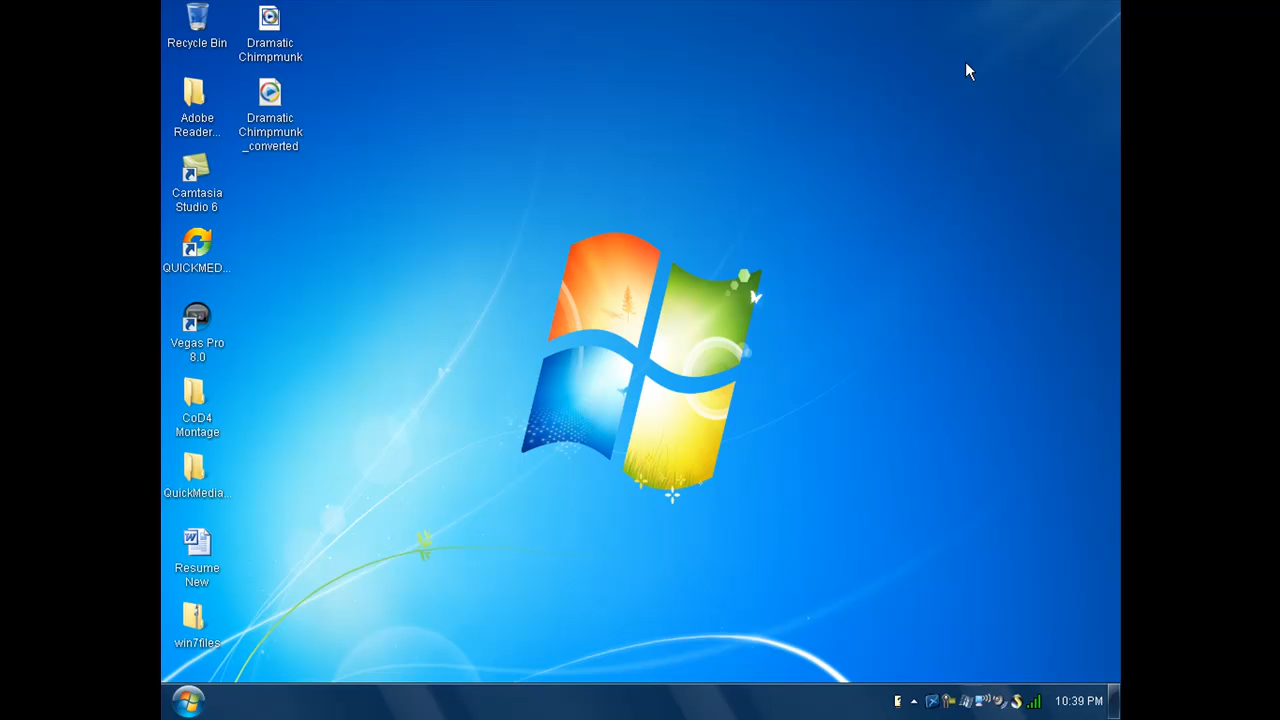 Recycle Bin
Dramatic
Chimpmunk
Adobe
Reader...
Dramatic
Chimpmunk
_converted
Camtasia
Studio 6
QUICKMED...
Vegas Pro
8.0
CoD4
Montage
QuickMedia...
Resume
New
win7files
10:39 PM